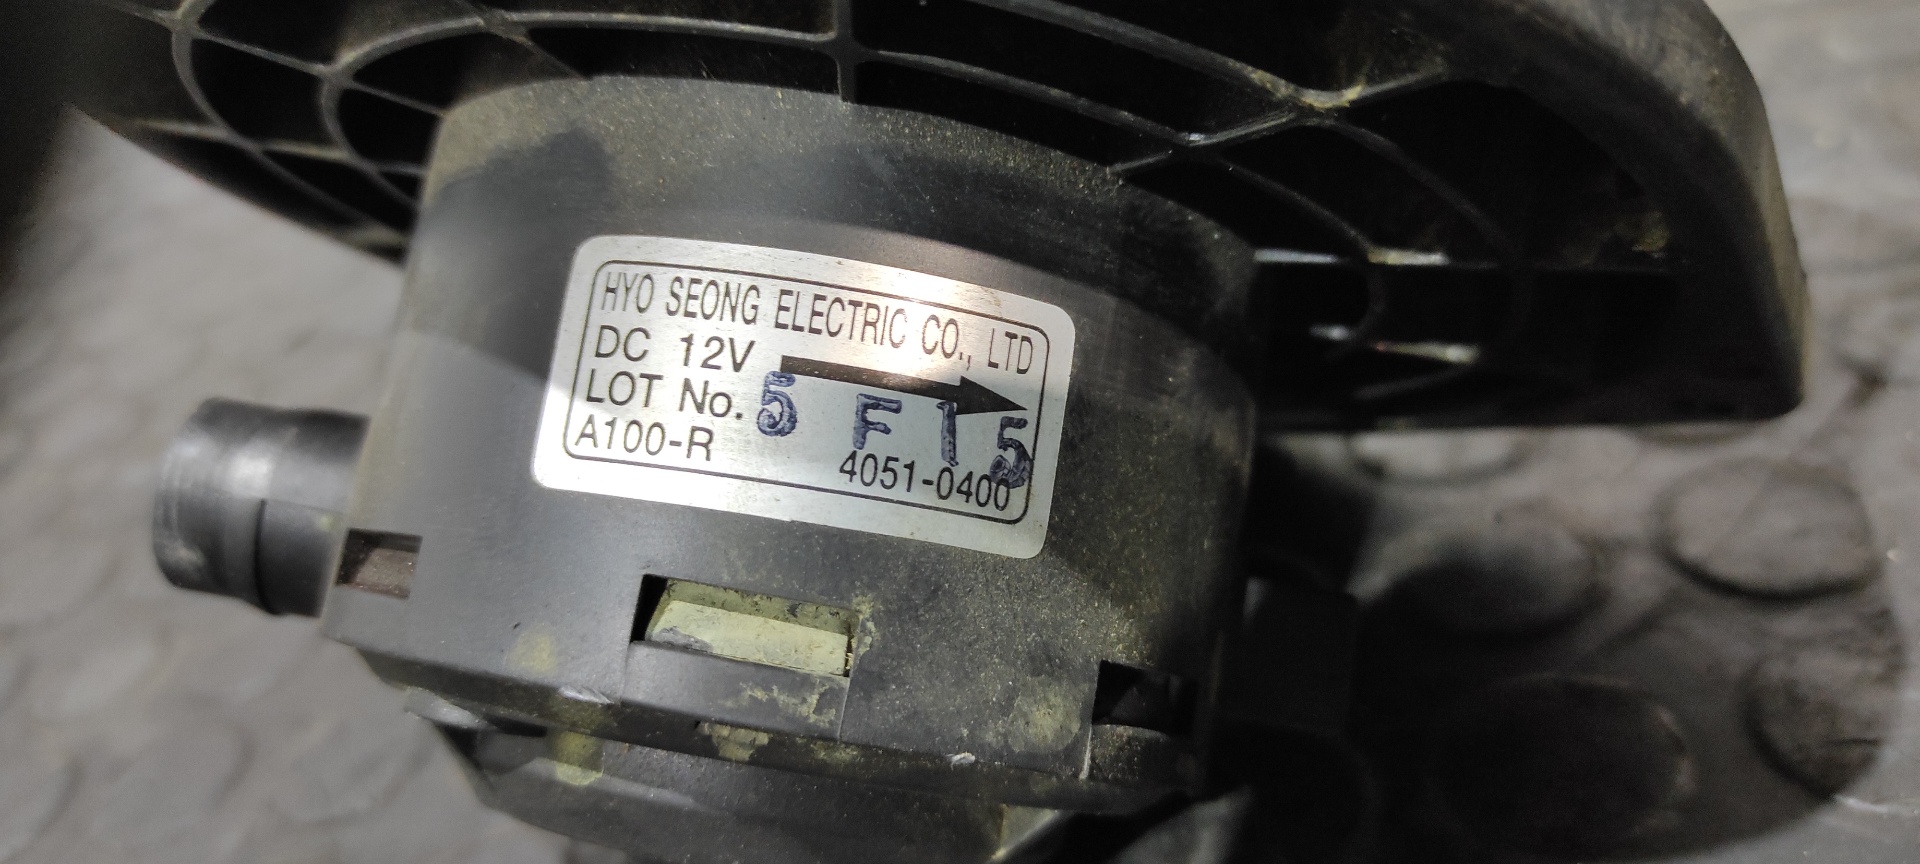 HYO SEONG ELECTRIC CO., LTD
DC 12V
LOT No. 5 F 1 5
A100-R 4051-0400